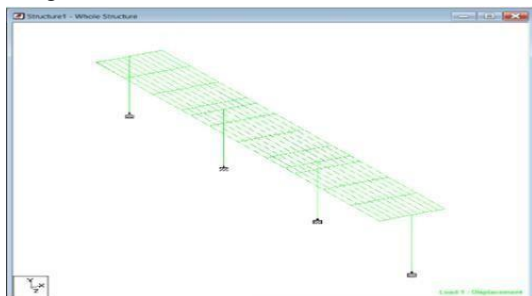 Structure1 - Whole Structure
Y
X
Z
Load 1 : Displacement